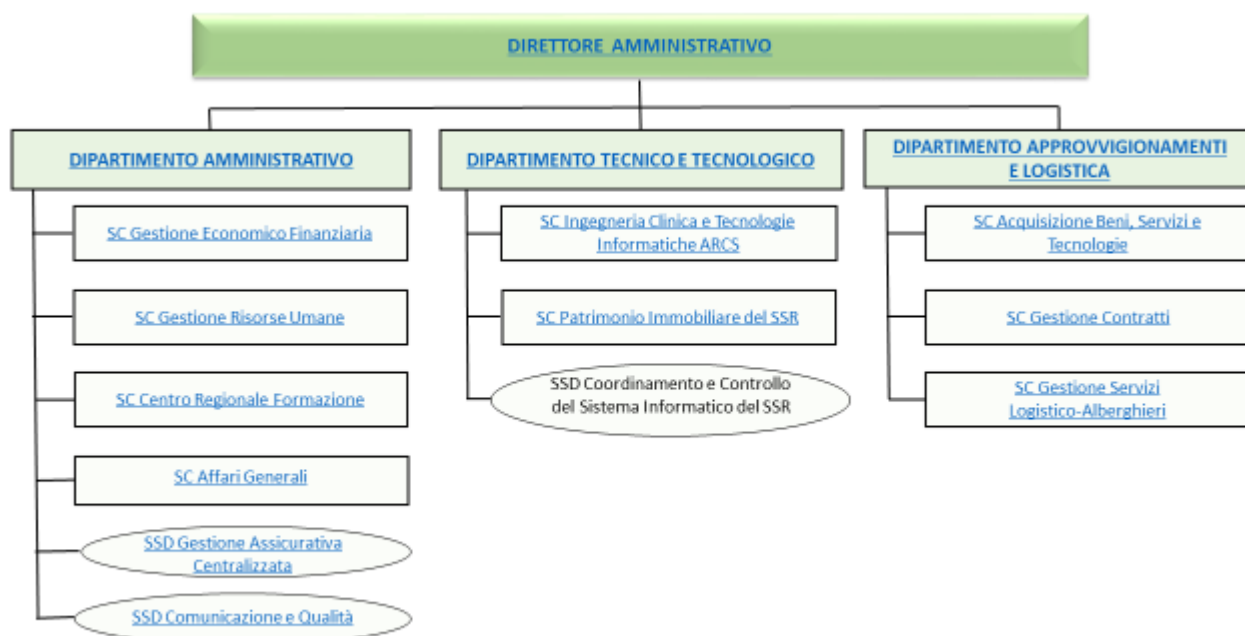 DIRETTORE AMMINISTRATIVO
DIPARTIMENTO AMMINISTRATIVO
SC Gestione Economico Finanziaria
SC Gestione Risorse Umane
SC Centro Regionale Formazione
SC Affari Generali
SSD Gestione Assicurativa
Centralizzata
SSD Comunicazione e Qualità
DIPARTIMENTO TECNICO E TECNOLOGICO
SC Ingegneria Clinica e Tecnologie
Informatiche ARCS
SC Patrimonio Immobiliare del SSR
SSD Coordinamento e Controllo
del Sistema Informatico del SSR
DIPARTIMENTO APPROVVIGIONAMENTI
E LOGISTICA
SC Acquisizione Beni, Servizi e
Tecnologie
SC Gestione Contratti
SC Gestione Servizi
Logistico-Alberghieri